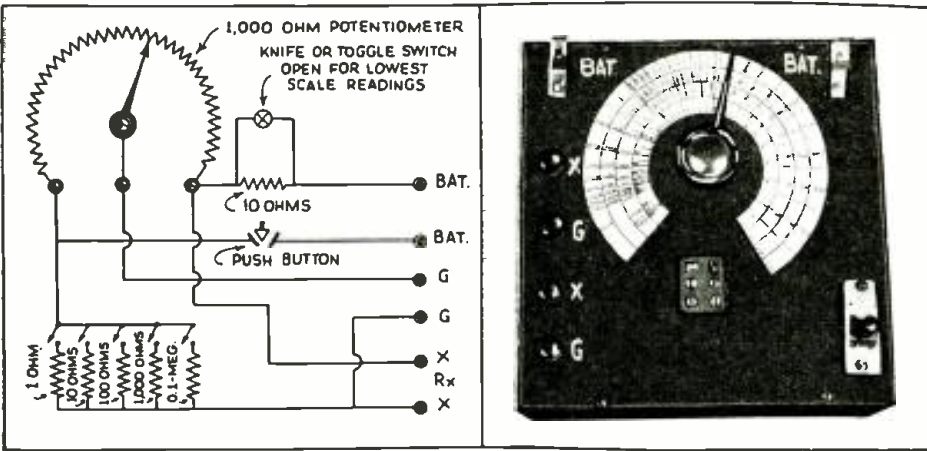 1,000 OHM POTENTIOMETER
KNIFE OR TOGGLE SWITCH
OPEN FOR LOWEST
SCALE READINGS
10 OHMS
BAT.
BAT.
PUSH BUTTON
G
G
X
RX
X
1 OHM
10 OHMS
100 OHMS
1,000 OHMS
0.1-MEG.
BAT.
BAT.
X
G
X
G